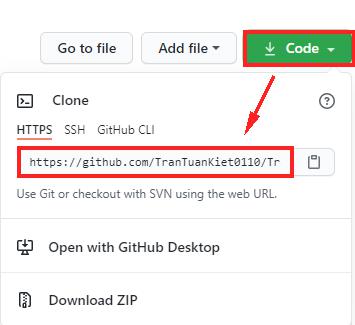 Go to file Add file Code
Clone
HTTPS SSH GitHub CLI
https://github.com/TranTuanKiet0110/Tr
Use Git or checkout with SVN using the web URL.
Open with GitHub Desktop
Download ZIP